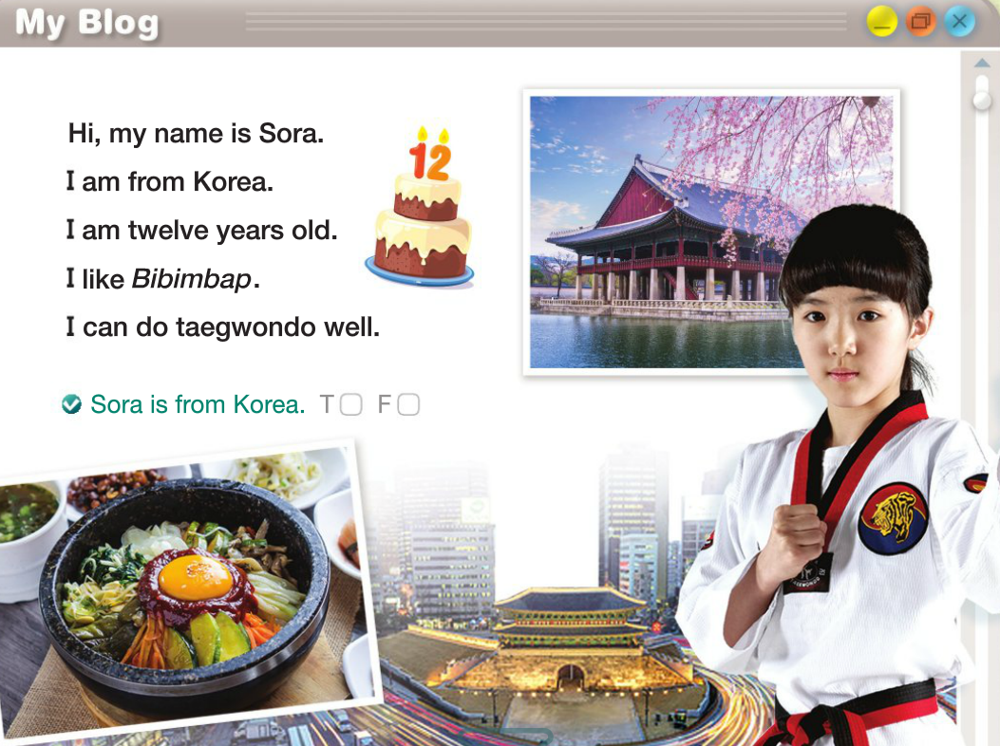 My Blog
Hi, my name is Sora.
I am from Korea.
I am twelve years old.
I like Bibimbap.
I can do taegwondo well.
12
Sora is from Korea. T F